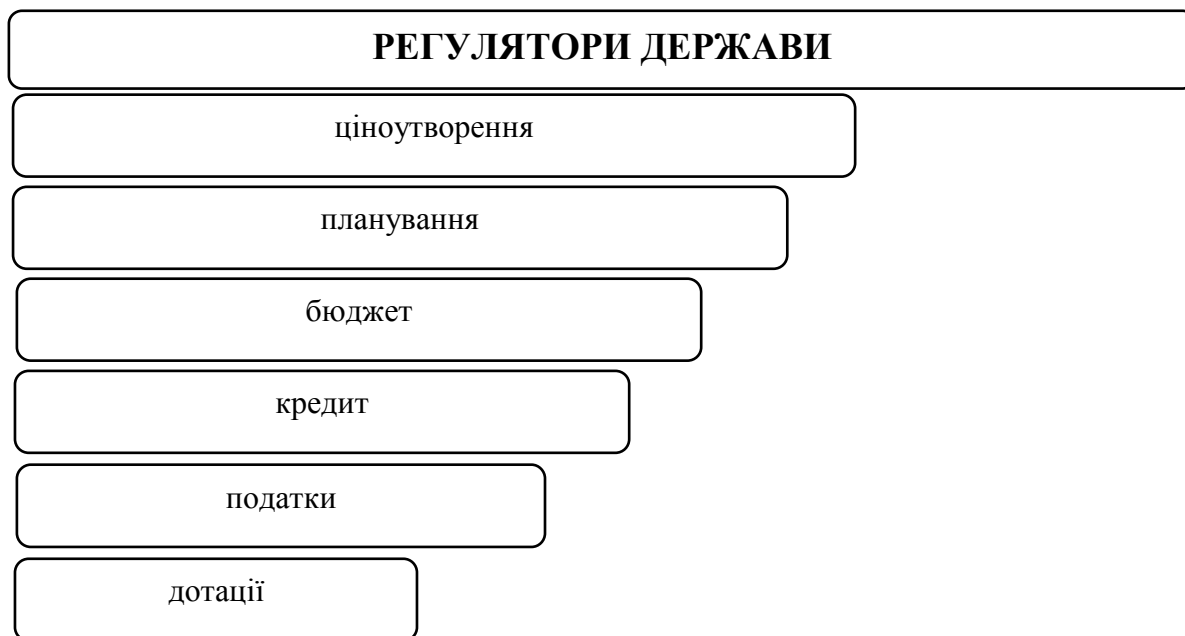 РЕГУЛЯТОРИ ДЕРЖАВИ
ціноутворення
планування
бюджет
кредит
податки
дотації